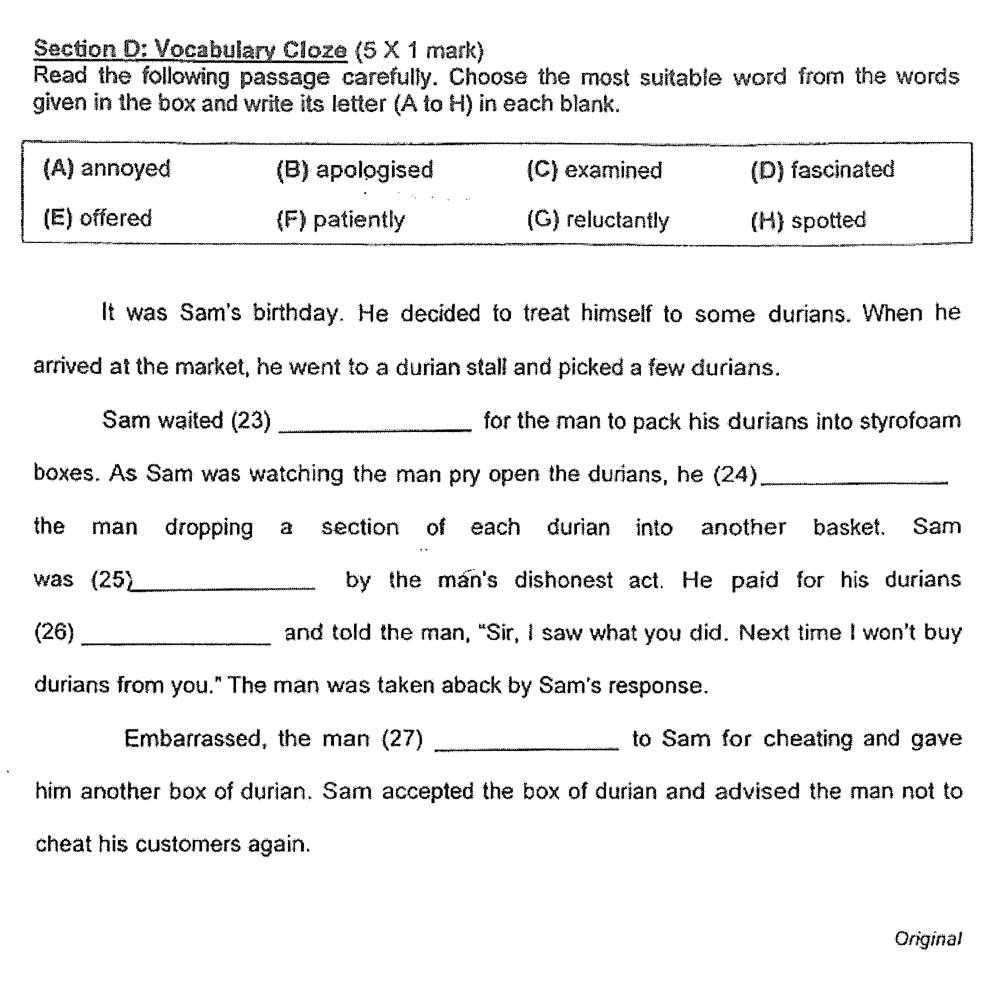 Section D: Vocabulary Cloze (5 X 1 mark)
Read the following passage carefully. Choose the most suitable word from the words
given in the box and write its letter (A to H) in each blank.
(A) annoyed (B) apologised (C) examined (D) fascinated
(E) offered (F) patiently (G) reluctantly (H) spotted
It was Sam's birthday. He decided to treat himself to some durians. When he
arrived at the market, he went to a durian stall and picked a few durians.
Sam waited (23) ________________ for the man to pack his durians into styrofoam
boxes. As Sam was watching the man pry open the durians, he (24)________________
the man dropping a section of each durian into another basket. Sam
was (25)________________ by the man's dishonest act. He paid for his durians
(26) ________________ and told the man, "Sir, I saw what you did. Next time I won't buy
durians from you." The man was taken aback by Sam's response.
Embarrassed, the man (27) ________________ to Sam for cheating and gave
him another box of durian. Sam accepted the box of durian and advised the man not to
cheat his customers again.
Original